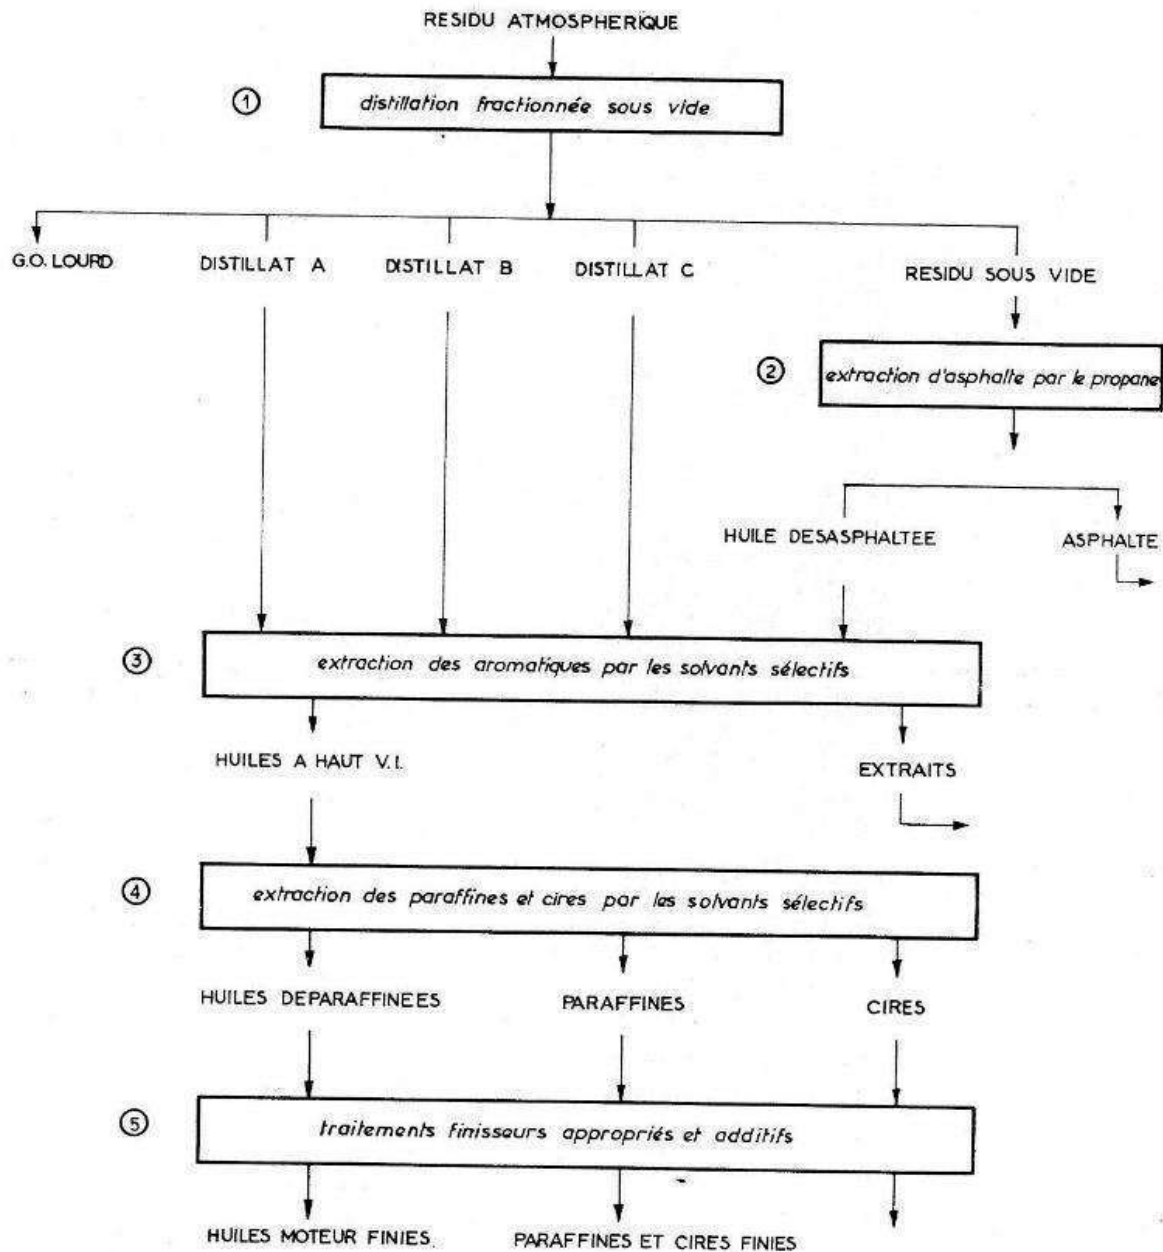 RESIDU ATMOSPHERIQUE
① distillation fractionnée sous vide
G.O. LOURD
DISTILLAT A
DISTILLAT B
DISTILLAT C
RESIDU SOUS VIDE
② extraction d'asphalte par le propane
HUILE DESASPHALTEE
ASPHALTE
③ extraction des aromatiques par les solvants sélectifs
HUILES A HAUT V.I.
EXTRAITS
④ extraction des paraffines et cires par les solvants sélectifs
HUILES DEPARAFFINEES
PARAFFINES
CIRES
⑤ traitements finisseurs appropriés et additifs
HUILES MOTEUR FINIES.
PARAFFINES ET CIRES FINIES